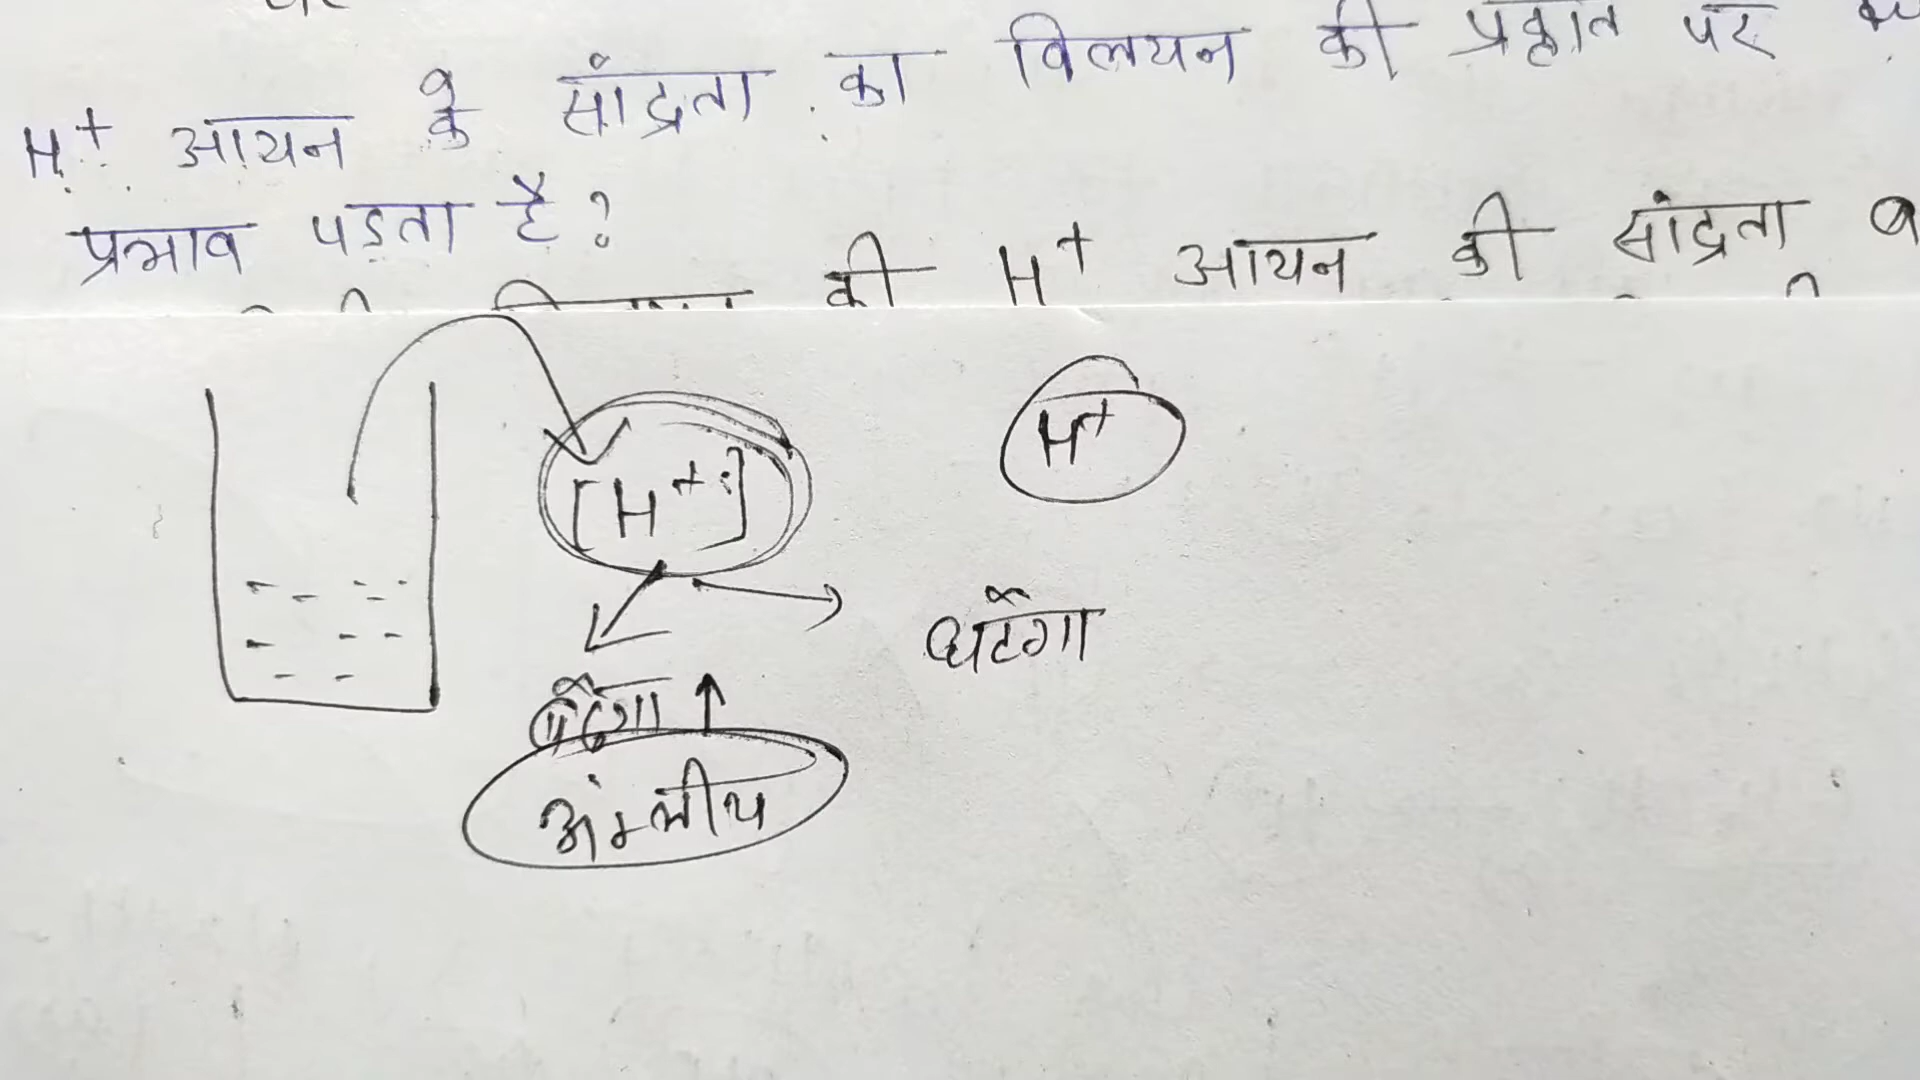 H⁺ आयन के सांद्रता का विलयन की प्रकृति पर
प्रभाव पड़ता है?
की H⁺ आयन की सांद्रता
[H⁺]
H⁺
घटेगा
बढ़ेगा ↑
अम्लीय